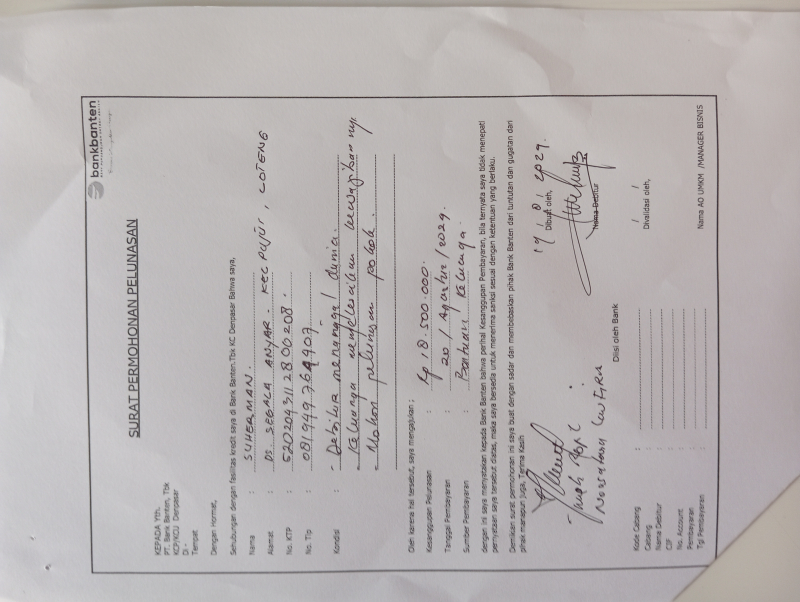 bankbanten
SURAT PERMOHONAN PELUNASAN
KEPADA Yth.
PT. Bank Banten, Tbk
KCP/KCU Denpasar
Di -
Tempat
Dengan Hormat,
Sehubungan dengan fasilitas kredit saya di Bank Banten,Tbk KC Denpasar Bahwa saya,
Nama : SUHERMAN.
Alamat : DS. SEGALA ANYAR - KEC PUJUT, LOTENG
No. KTP : 5202043112800208.
No. Tlp : 081949764407
Kondisi : - Debitur meninggal dunia.
- Keluarga menyelesaikan kewajibannya
- Mohon pelunasan pokok.
Oleh karena hal tersebut, saya mengajukan ;
Kesanggupan Pelunasan : Rp 18.500.000.
Tanggal Pembayaran : 20 / Agustus / 2024.
Sumber Pembayaran : Bantuan Keluarga.
dengan ini saya menyatakan kepada Bank Banten bahwa perihal Kesanggupan Pembayaran, bila ternyata saya tidak menepati
pernyataan saya tersebut diatas, maka saya bersedia untuk menerima sanksi sesuai dengan ketentuan yang berlaku.
Demikian surat permohonan ini saya buat dengan sadar dan membebaskan pihak Bank Banten dari tuntutan dan gugatan dari
pihak manapun juga, Terima Kasih
19 / 8 / 2024.
Dibuat oleh,
Nama Debitur
Diisi oleh Bank
Kode Cabang :
Cabang :
Nama Debitur :
CIF :
No. Account :
Pembayaran :
Tgl Pembayaran :
/ /
Divalidasi oleh,
Nama AO UMKM /MANAGER BISNIS